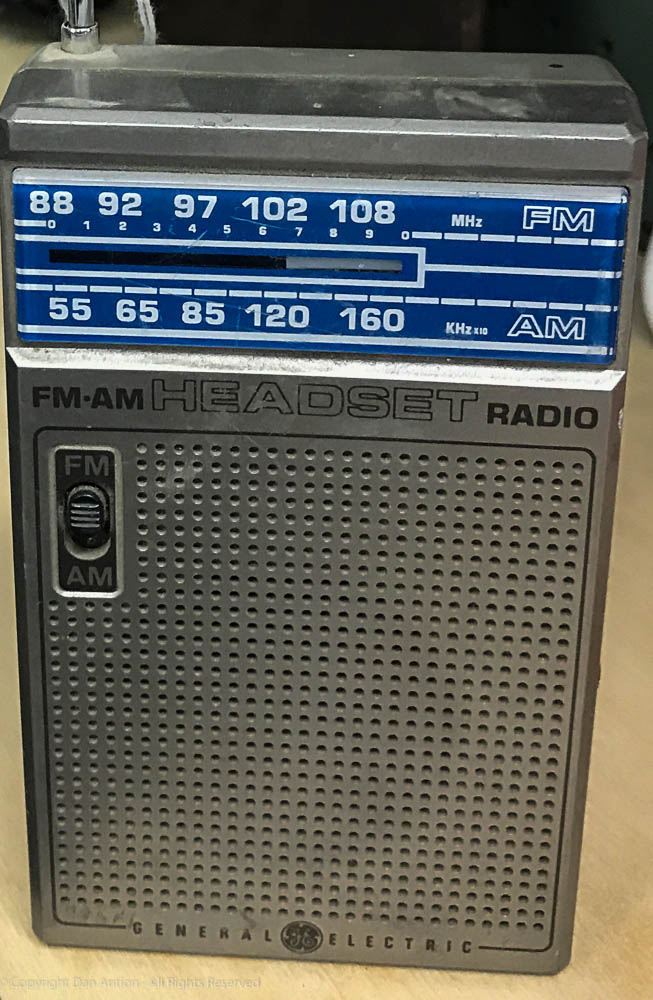 88 92 97 102 108 MHz FM
0 1 2 3 4 5 6 7 8 9 0
55 65 85 120 160 KHz X10 AM
FM-AM HEADSET RADIO
FM
AM
GENERAL GE ELECTRIC
Copyright Dan Antion - All Rights Reserved